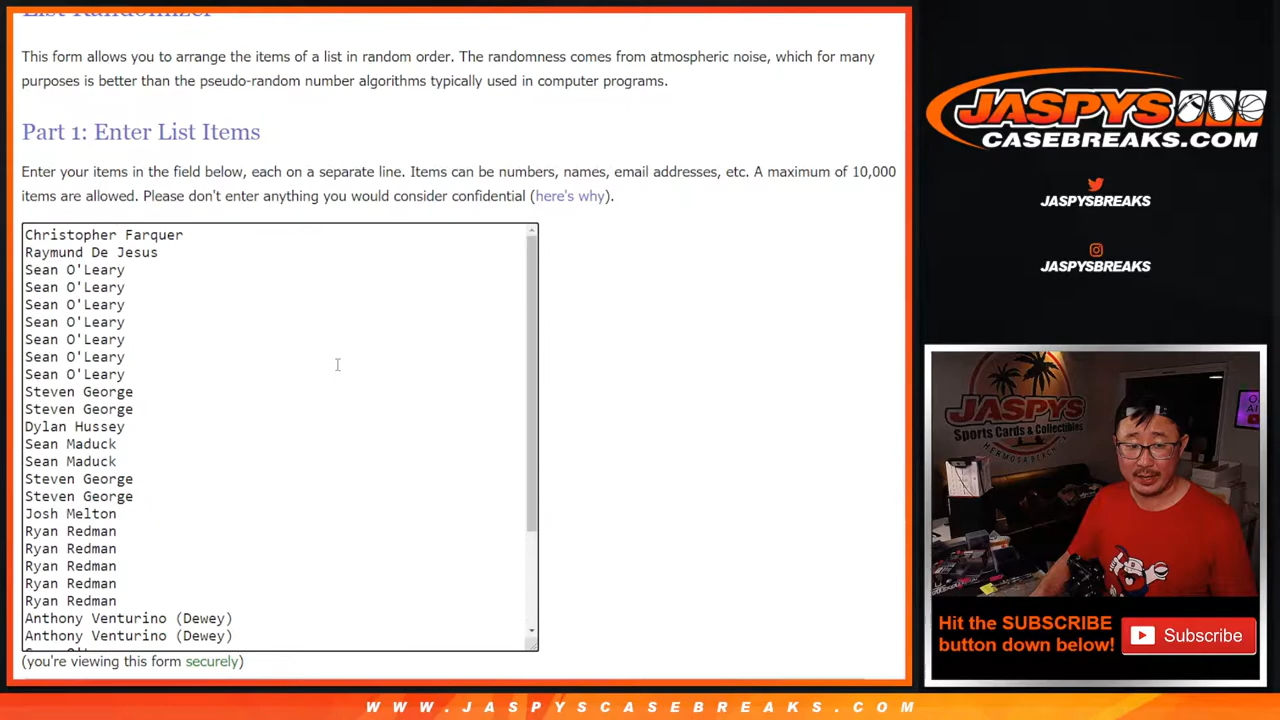 List Randomizer
This form allows you to arrange the items of a list in random order. The randomness comes from atmospheric noise, which for many
purposes is better than the pseudo-random number algorithms typically used in computer programs.
Part 1: Enter List Items
Enter your items in the field below, each on a separate line. Items can be numbers, names, email addresses, etc. A maximum of 10,000
items are allowed. Please don't enter anything you would consider confidential (here's why).
Christopher Farquer
Raymund De Jesus
Sean O'Leary
Sean O'Leary
Sean O'Leary
Sean O'Leary
Sean O'Leary
Sean O'Leary
Sean O'Leary
Steven George
Steven George
Dylan Hussey
Sean Maduck
Sean Maduck
Steven George
Steven George
Josh Melton
Ryan Redman
Ryan Redman
Ryan Redman
Ryan Redman
Ryan Redman
Anthony Venturino (Dewey)
Anthony Venturino (Dewey)
(you're viewing this form securely)
JASPYS
CASEBREAKS.COM
JASPYSBREAKS
JASPYSBREAKS
JASPYS
Sports Cards & Collectibles
HERMOSA BEACH
Hit the SUBSCRIBE
button down below!
Subscribe
WWW.JASPYSCASEBREAKS.COM